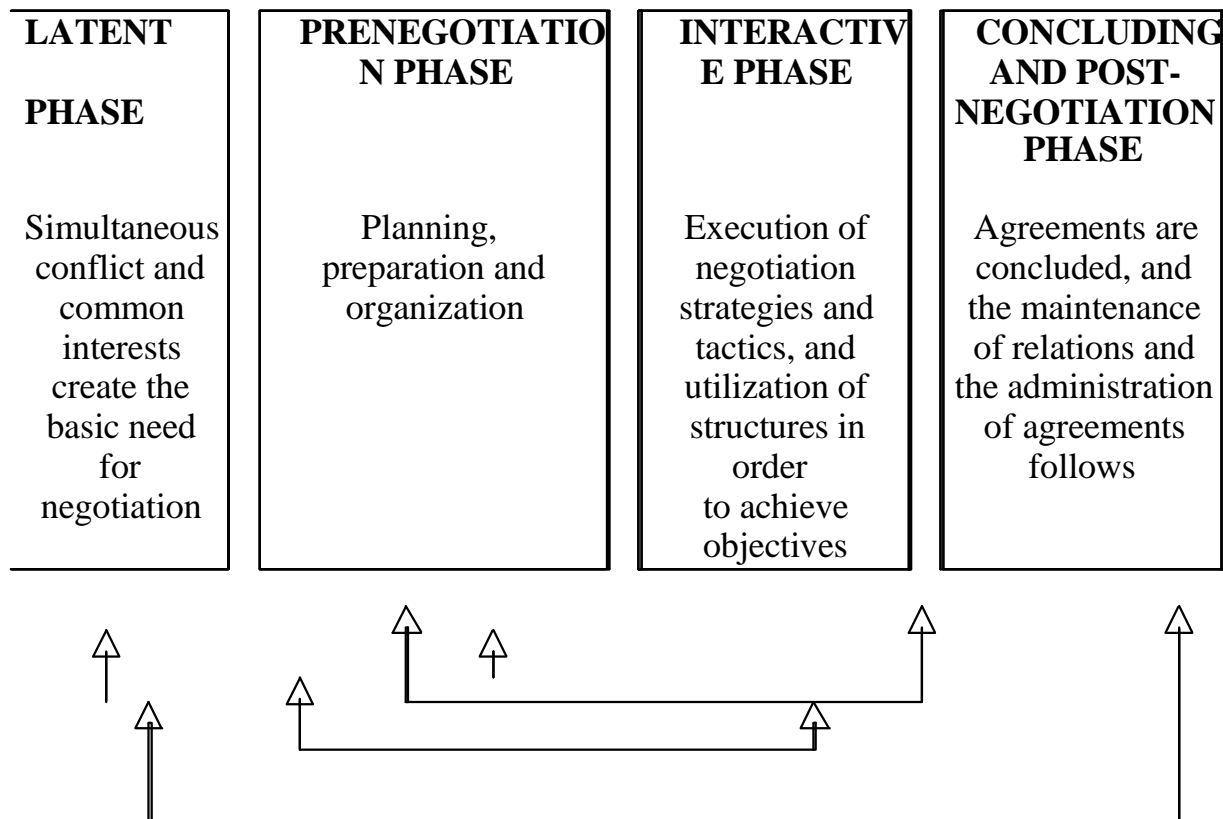 LATENT
PHASE
Simultaneous
conflict and
common
interests
create the
basic need
for
negotiation
PRENEGOTIATIO
N PHASE
Planning,
preparation and
organization
INTERACTIV
E PHASE
Execution of
negotiation
strategies and
tactics, and
utilization of
structures in
order
to achieve
objectives
CONCLUDING
AND POST-
NEGOTIATION
PHASE
Agreements are
concluded, and
the maintenance
of relations and
the administration
of agreements
follows